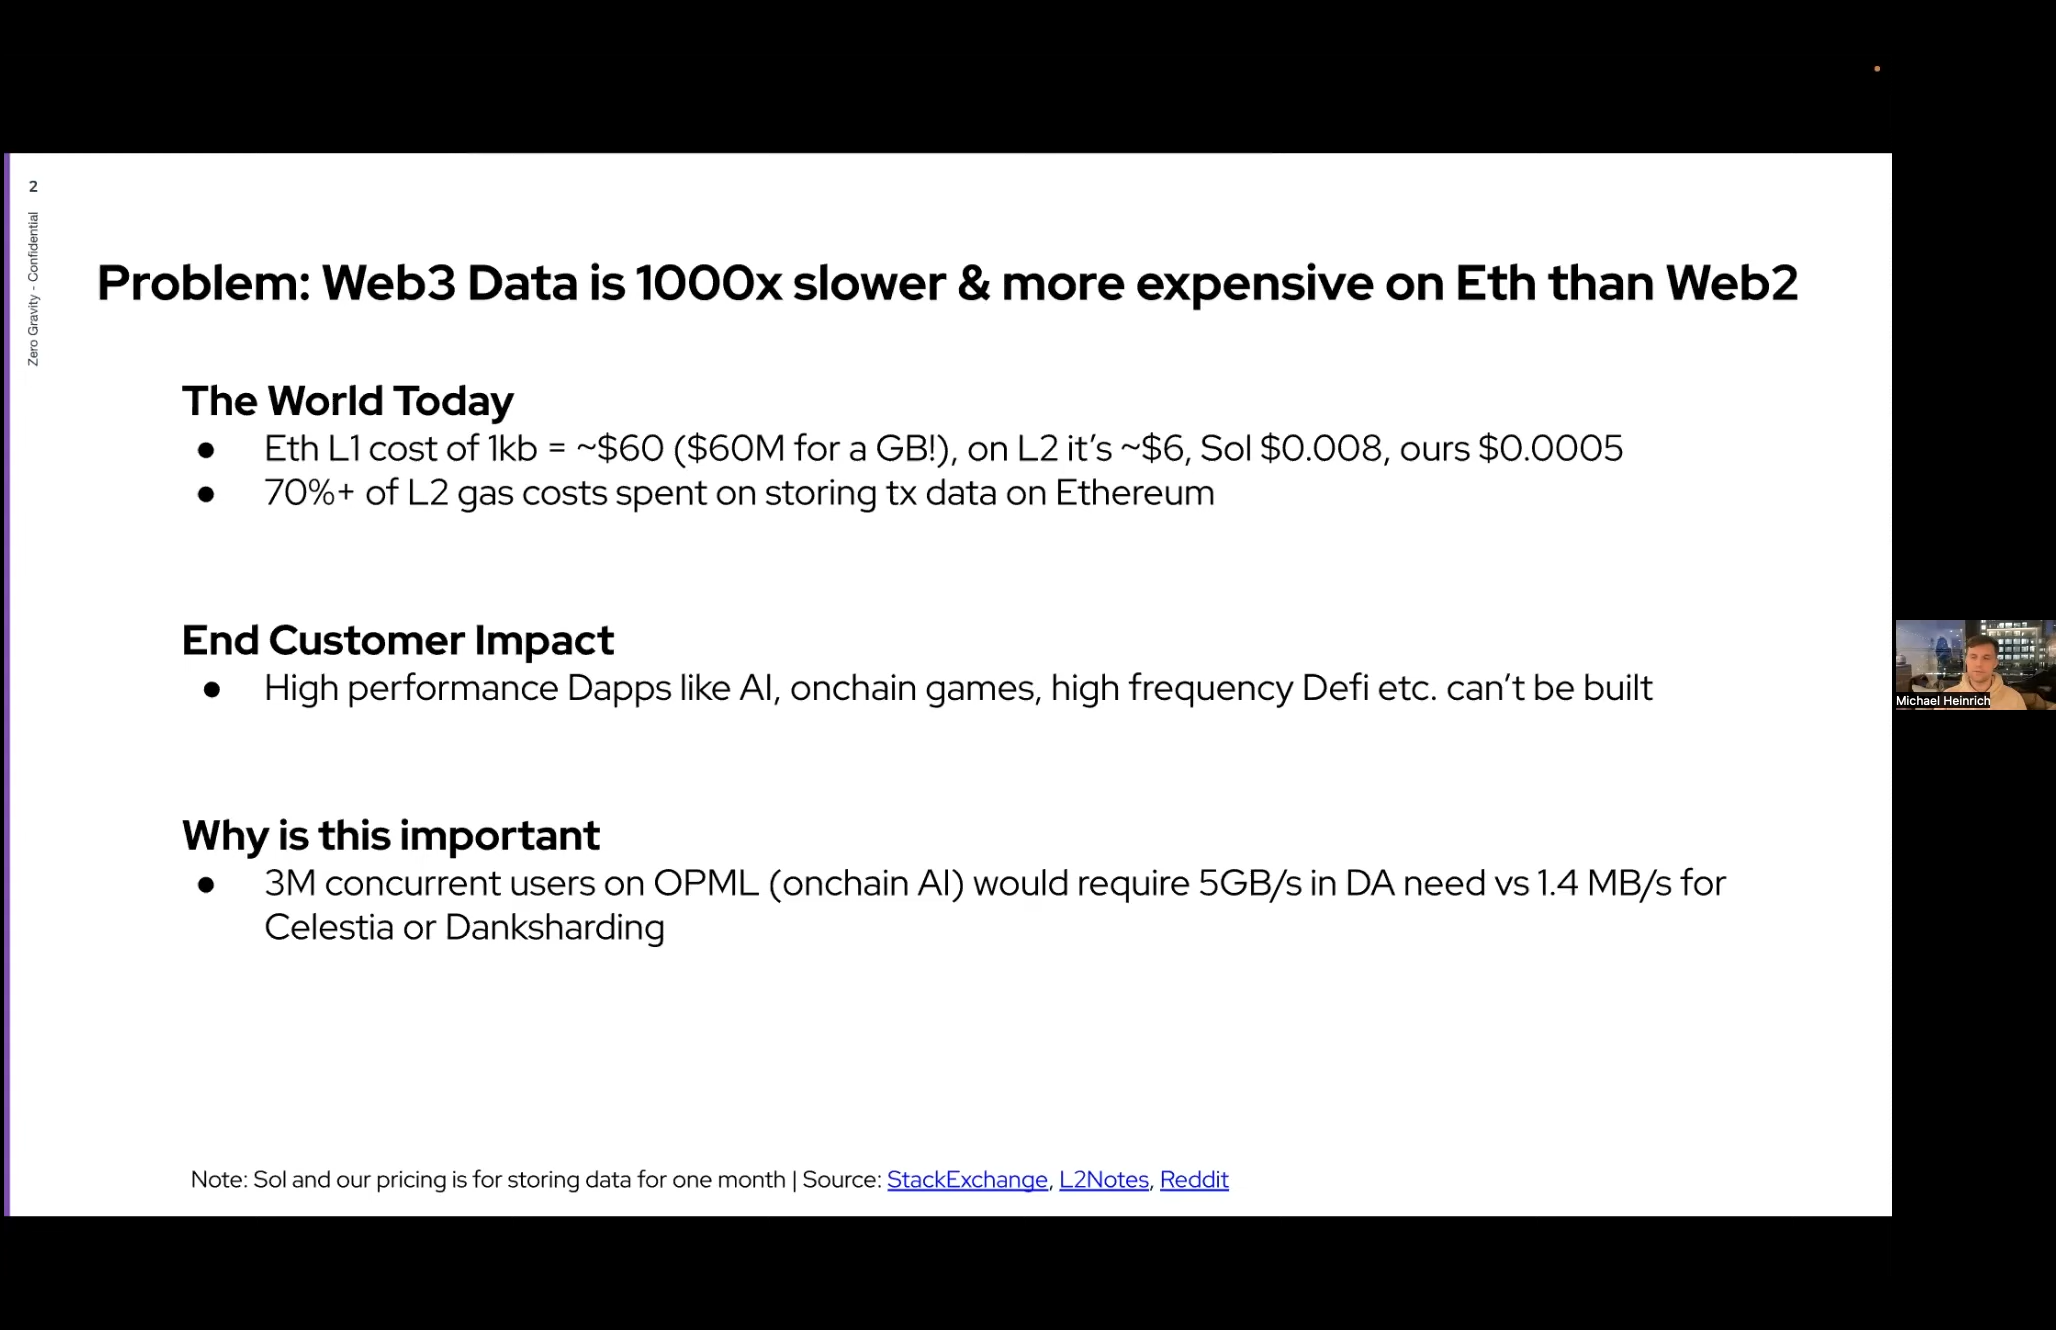 2
Zero Gravity - Confidential
Problem: Web3 Data is 1000x slower & more expensive on Eth than Web2
The World Today
● Eth L1 cost of 1kb = ~$60 ($60M for a GB!), on L2 it’s ~$6, Sol $0.008, ours $0.0005
● 70%+ of L2 gas costs spent on storing tx data on Ethereum
End Customer Impact
● High performance Dapps like AI, onchain games, high frequency Defi etc. can’t be built
Why is this important
● 3M concurrent users on OPML (onchain AI) would require 5GB/s in DA need vs 1.4 MB/s for
Celestia or Danksharding
Note: Sol and our pricing is for storing data for one month | Source: StackExchange, L2Notes, Reddit
Michael Heinrich